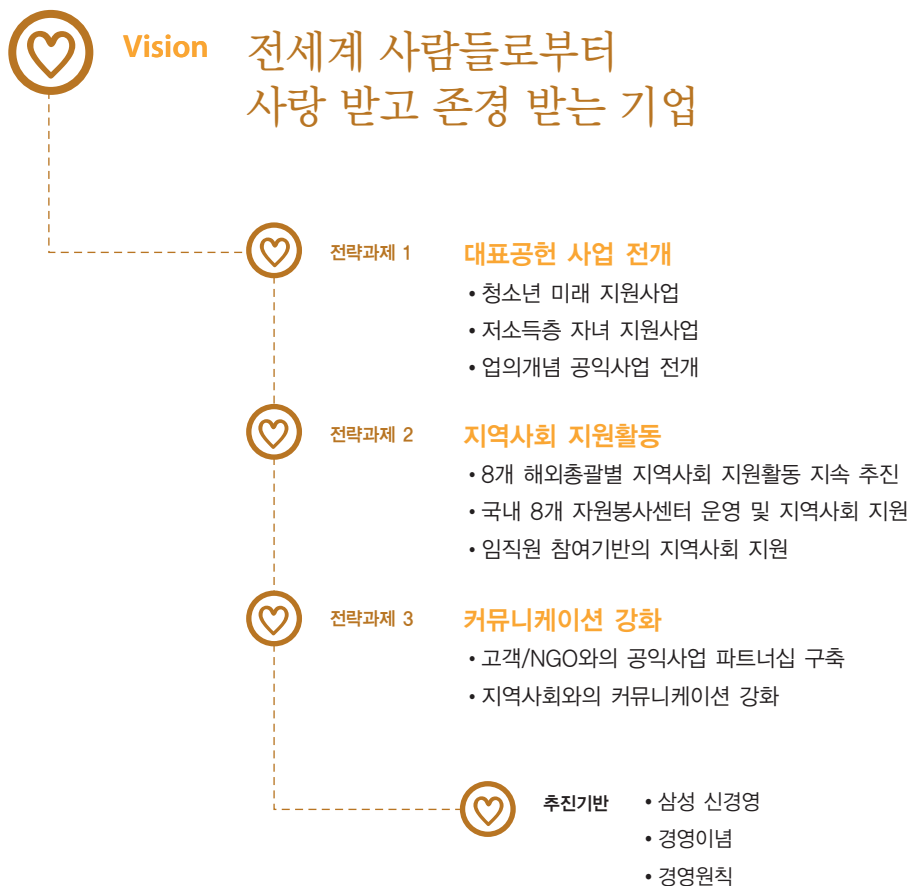 Vision
전세계 사람들로부터
사랑 받고 존경 받는 기업
전략과제 1
대표공헌 사업 전개
• 청소년 미래 지원사업
• 저소득층 자녀 지원사업
• 업의개념 공익사업 전개
전략과제 2
지역사회 지원활동
• 8개 해외총괄별 지역사회 지원활동 지속 추진
• 국내 8개 자원봉사센터 운영 및 지역사회 지원
• 임직원 참여기반의 지역사회 지원
전략과제 3
커뮤니케이션 강화
• 고객/NGO와의 공익사업 파트너십 구축
• 지역사회와의 커뮤니케이션 강화
추진기반
• 삼성 신경영
• 경영이념
• 경영원칙